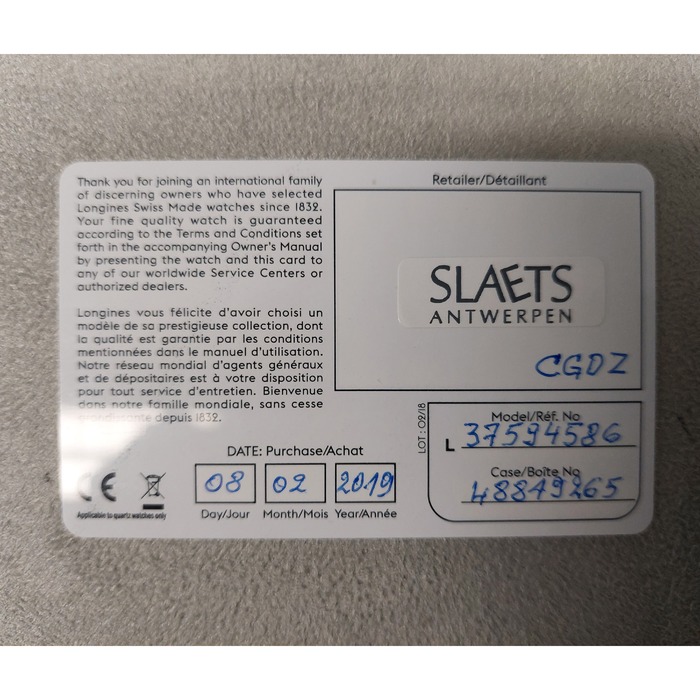 Thank you for joining an international family
of discerning owners who have selected
Longines Swiss Made watches since 1832.
Your fine quality watch is guaranteed
according to the Terms and Conditions set
forth in the accompanying Owner's Manual
by presenting the watch and this card to
any of our worldwide Service Centers or
authorized dealers.
Longines vous félicite d'avoir choisi un
modèle de sa prestigieuse collection, dont
la qualité est garantie par les conditions
mentionnées dans le manuel d'utilisation.
Notre réseau mondial d'agents généraux
et de dépositaires est à votre disposition
pour tout service d'entretien. Bienvenue
dans notre famille mondiale, sans cesse
grandissante depuis 1832.
Retailer/Détaillant
SLAETS
ANTWERPEN
CGDZ
LOT : 02/18
Model/Réf. No
L 37594586
Case/Boîte No
48849265
DATE: Purchase/Achat
08 02 2019
Day/Jour Month/Mois Year/Année
CE
Applicable to quartz watches only